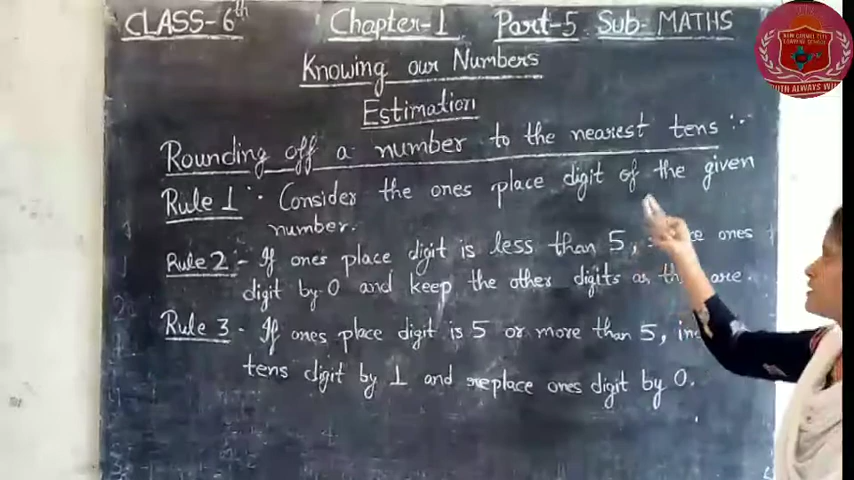 CLASS-6th Chapter-1 Part-5 Sub- MATHS
Knowing our Numbers
Estimation
Rounding off a number to the nearest tens :-
Rule 1 :- Consider the ones place digit of the given
number.
Rule 2 - If ones place digit is less than 5, ones
digit by 0 and keep the other digits as they are.
Rule 3 - If ones place digit is 5 or more than 5,
tens digit by 1 and replace ones digit by 0.